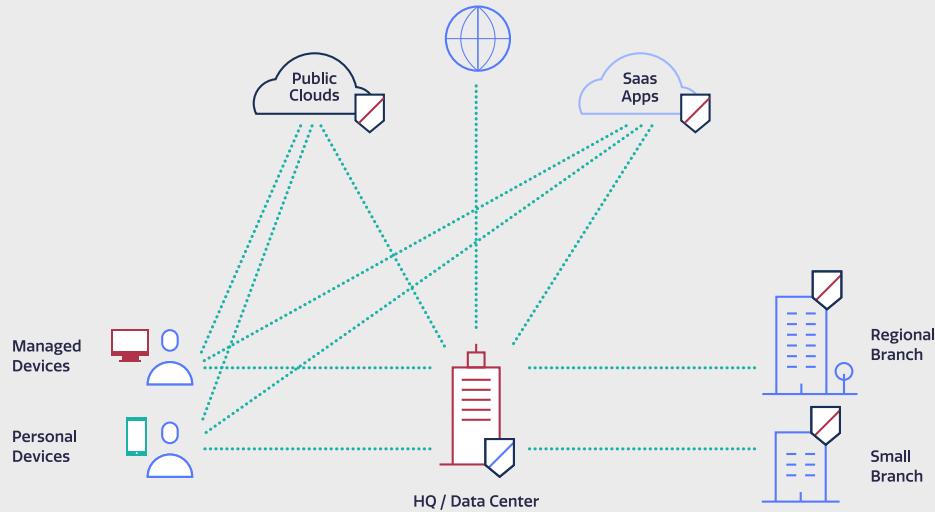 Public
Clouds
Saas
Apps
Managed
Devices
Regional
Branch
Personal
Devices
Small
Branch
HQ / Data Center